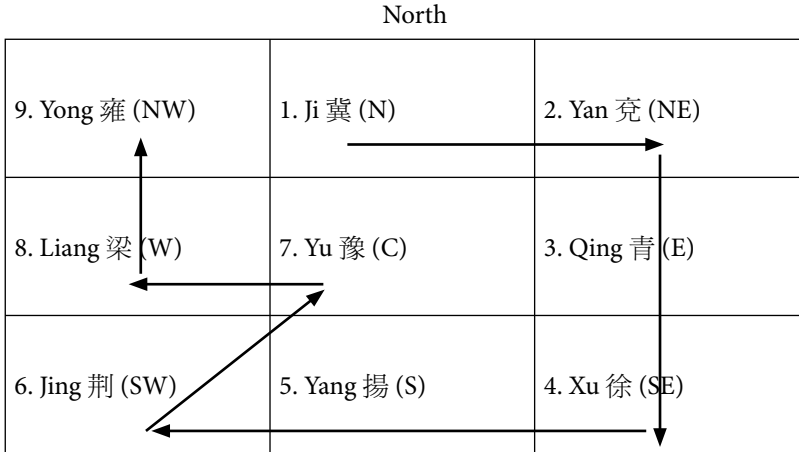 North
9. Yong 雍 (NW)
1. Ji 冀 (N)
2. Yan 兗 (NE)
8. Liang 梁 (W)
7. Yu 豫 (C)
3. Qing 青 (E)
6. Jing 荆 (SW)
5. Yang 揚 (S)
4. Xu 徐 (SE)